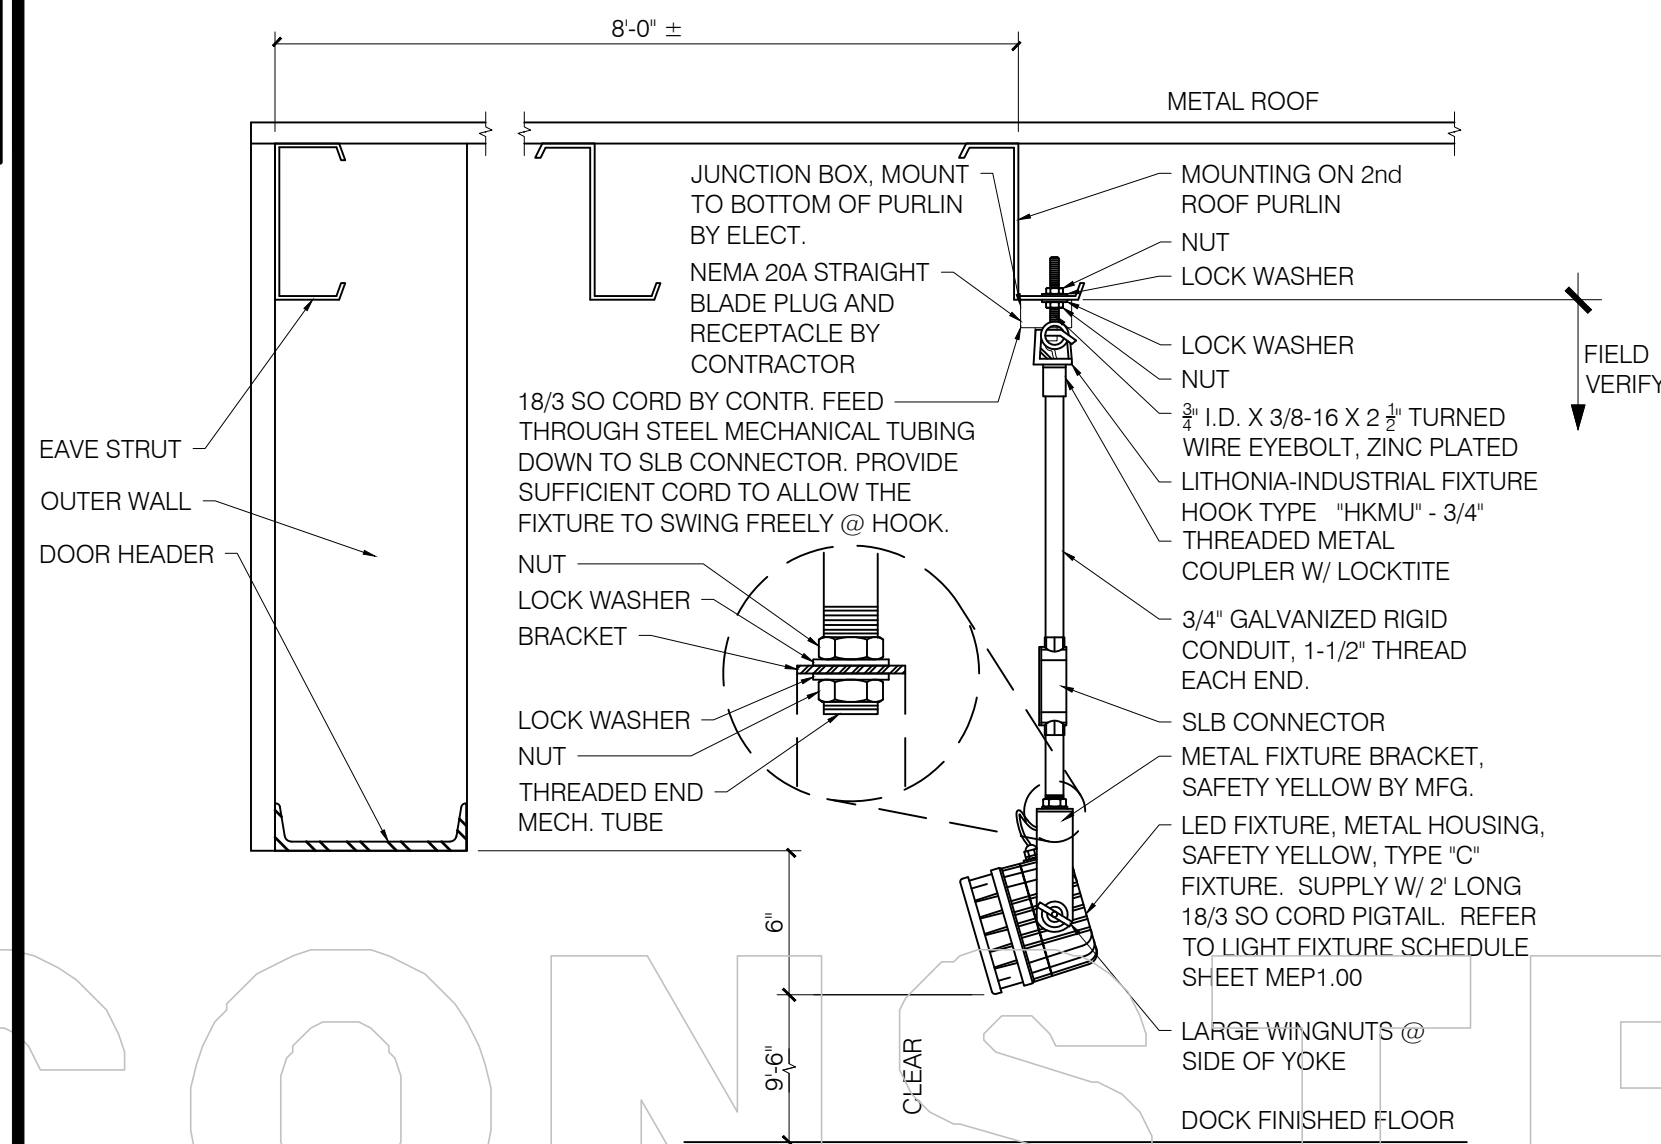 8'-0" ±
METAL ROOF
JUNCTION BOX, MOUNT
TO BOTTOM OF PURLIN
BY ELECT.
NEMA 20A STRAIGHT
BLADE PLUG AND
RECEPTACLE BY
CONTRACTOR
18/3 SO CORD BY CONTR. FEED
THROUGH STEEL MECHANICAL TUBING
DOWN TO SLB CONNECTOR. PROVIDE
SUFFICIENT CORD TO ALLOW THE
FIXTURE TO SWING FREELY @ HOOK.
EAVE STRUT
OUTER WALL
DOOR HEADER
NUT
LOCK WASHER
BRACKET
LOCK WASHER
NUT
THREADED END
MECH. TUBE
MOUNTING ON 2nd
ROOF PURLIN
NUT
LOCK WASHER
LOCK WASHER
NUT
3/4" I.D. X 3/8-16 X 2 1/2" TURNED
WIRE EYEBOLT, ZINC PLATED
LITHONIA-INDUSTRIAL FIXTURE
HOOK TYPE "HKMU" - 3/4"
THREADED METAL
COUPLER W/ LOCKTITE
3/4" GALVANIZED RIGID
CONDUIT, 1-1/2" THREAD
EACH END.
SLB CONNECTOR
METAL FIXTURE BRACKET,
SAFETY YELLOW BY MFG.
LED FIXTURE, METAL HOUSING,
SAFETY YELLOW, TYPE "C"
FIXTURE. SUPPLY W/ 2' LONG
18/3 SO CORD PIGTAIL. REFER
TO LIGHT FIXTURE SCHEDULE
SHEET MEP1.00
LARGE WINGNUTS @
SIDE OF YOKE
DOCK FINISHED FLOOR
FIELD
VERIFY
6"
9'-6"
CLEAR
CONST